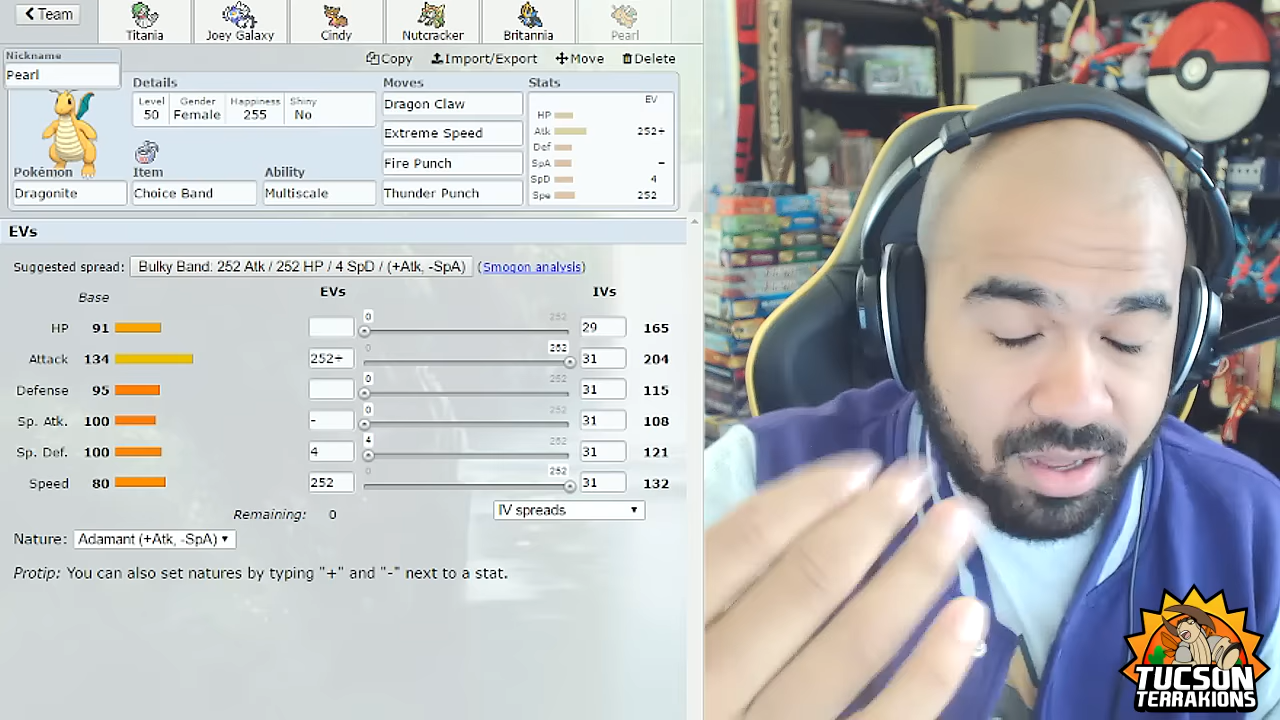 Team
Titania
Joey Galaxy
Cindy
Nutcracker
Britannia
Pearl
Nickname
Pearl
Copy Import/Export Move Delete
Details
Level Gender Happiness Shiny
50 Female 255 No
Moves
Dragon Claw
Extreme Speed
Fire Punch
Thunder Punch
Stats
EV
HP
Atk 252+
Def
SpA -
SpD 4
Spe 252
Pokémon
Dragonite
Item
Choice Band
Ability
Multiscale
EVs
Suggested spread: Bulky Band: 252 Atk / 252 HP / 4 SpD / (+Atk, -SpA) (Smogon analysis)
Base EVs IVs
HP 91 0 252 29 165
Attack 134 252+ 0 252 31 204
Defense 95 0 252 31 115
Sp. Atk. 100 - 0 252 31 108
Sp. Def. 100 4 4 252 31 121
Speed 80 252 0 252 31 132
Remaining: 0 IV spreads
Nature: Adamant (+Atk, -SpA)
Protip: You can also set natures by typing "+" and "-" next to a stat.
TUCSON
TERRAKIONS